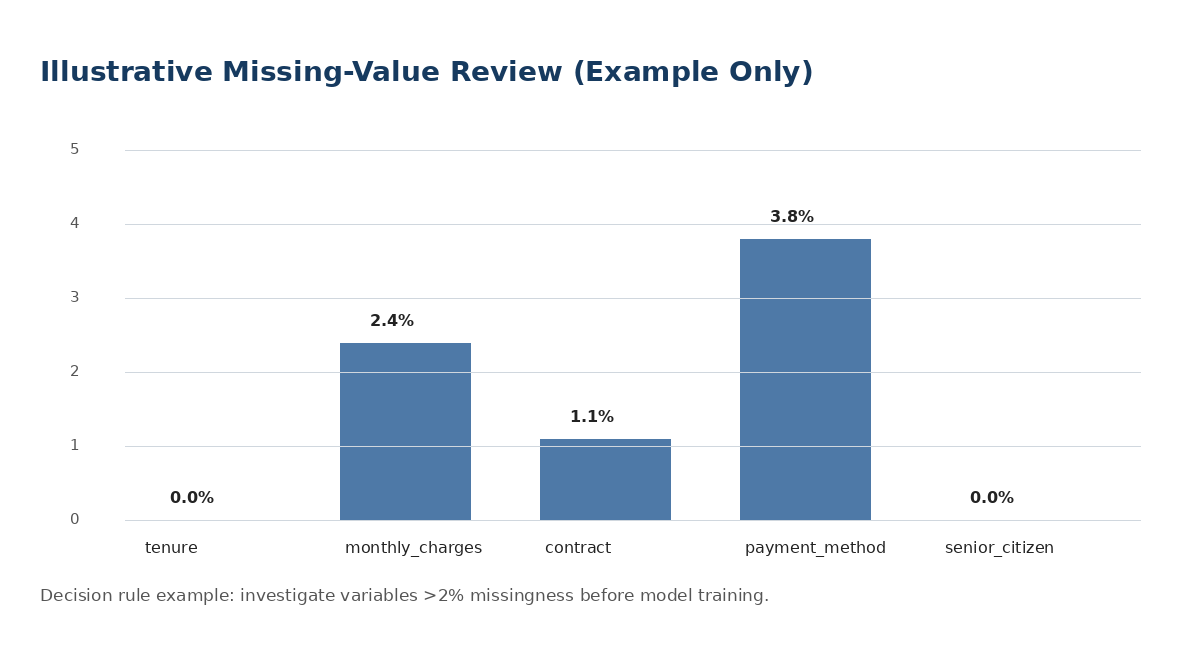 Illustrative Missing-Value Review (Example Only)
5
4
3.8%
3
2.4%
2
1.1%
1
0.0%
0.0%
0
tenure
monthly_charges
contract
payment_method
senior_citizen
Decision rule example: investigate variables >2% missingness before model training.